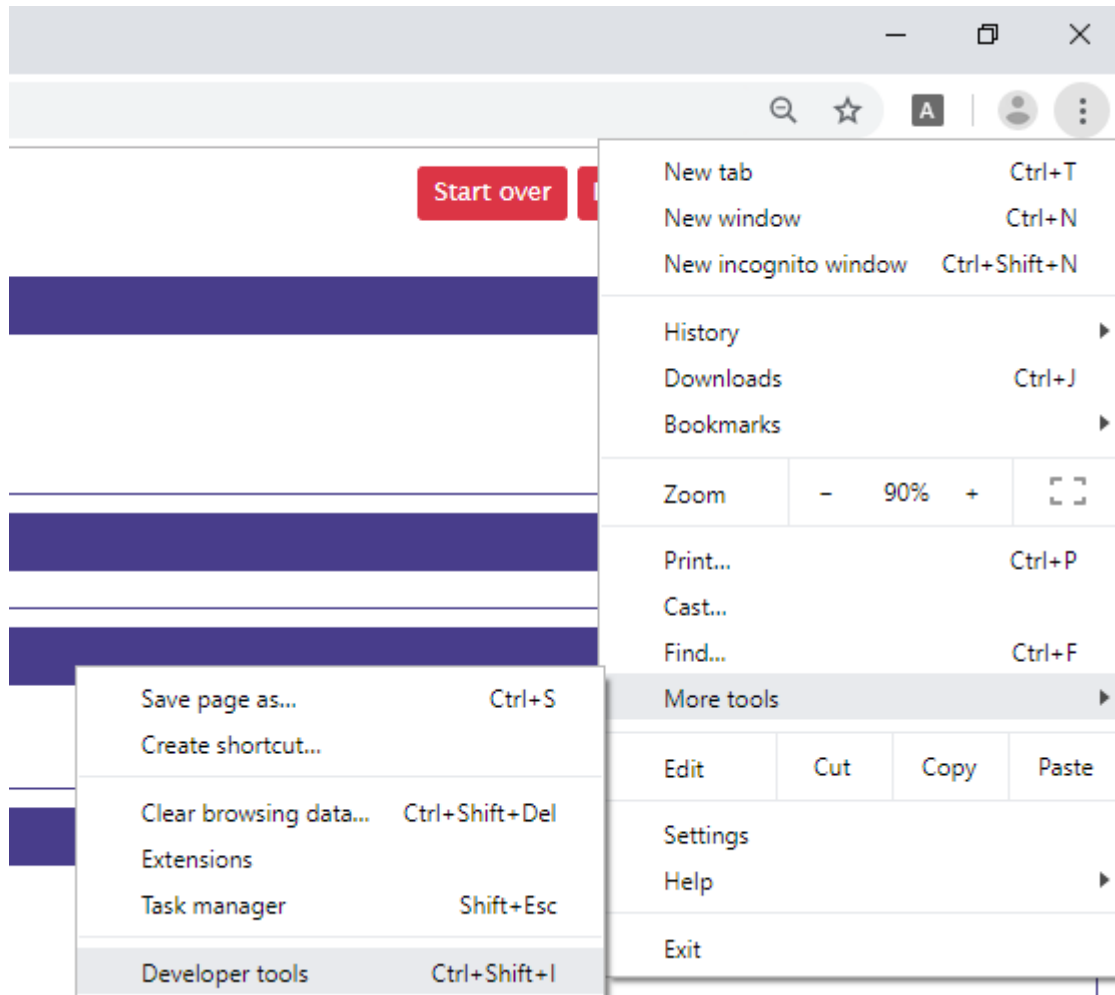 A
Start over
New tab Ctrl+T
New window Ctrl+N
New incognito window Ctrl+Shift+N
History
Downloads Ctrl+J
Bookmarks
Zoom - 90% +
Print... Ctrl+P
Cast...
Find... Ctrl+F
More tools
Edit Cut Copy Paste
Settings
Help
Exit
Save page as... Ctrl+S
Create shortcut...
Clear browsing data... Ctrl+Shift+Del
Extensions
Task manager Shift+Esc
Developer tools Ctrl+Shift+I